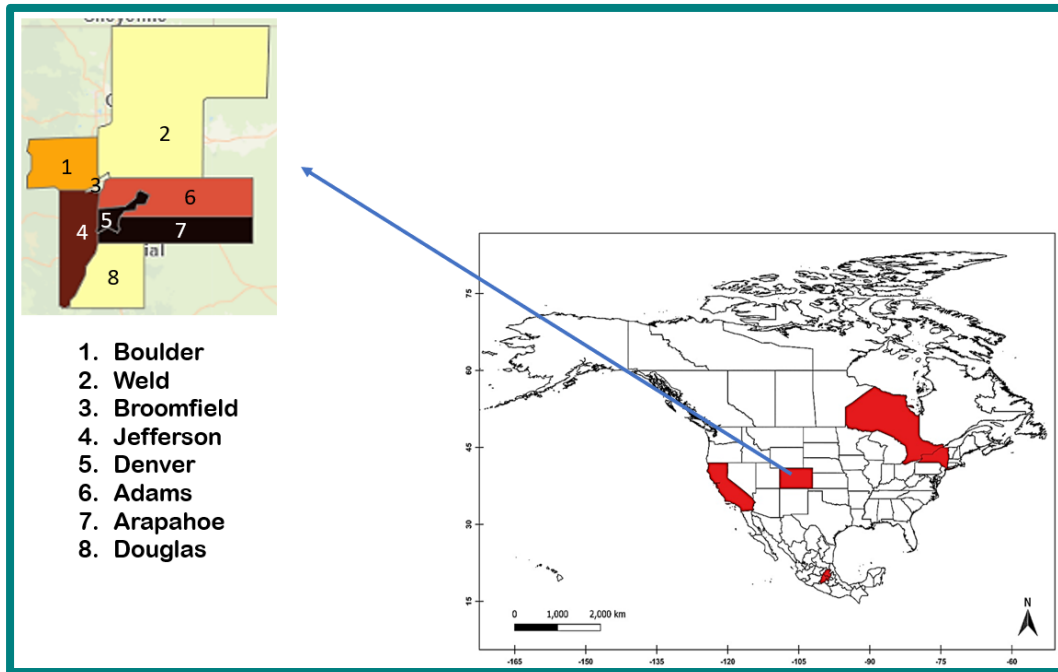 Cheyenne
2
1
3
6
5
4
7
ial
8
1. Boulder
2. Weld
3. Broomfield
4. Jefferson
5. Denver
6. Adams
7. Arapahoe
8. Douglas
75
60
45
30
15
0 1,000 2,000 km
N
-165 -150 -135 -120 -105 -90 -75 -60